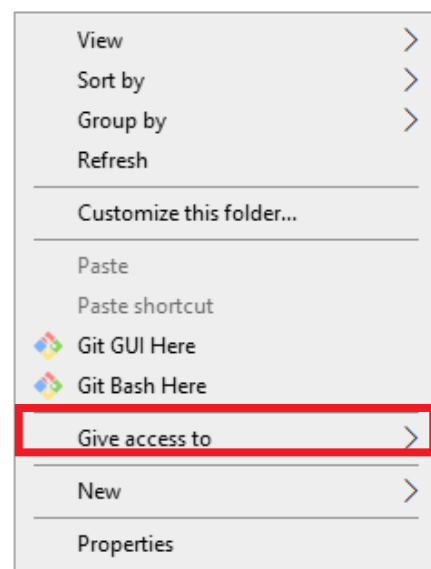 View
Sort by
Group by
Refresh
Customize this folder...
Paste
Paste shortcut
Git GUI Here
Git Bash Here
Give access to
New
Properties